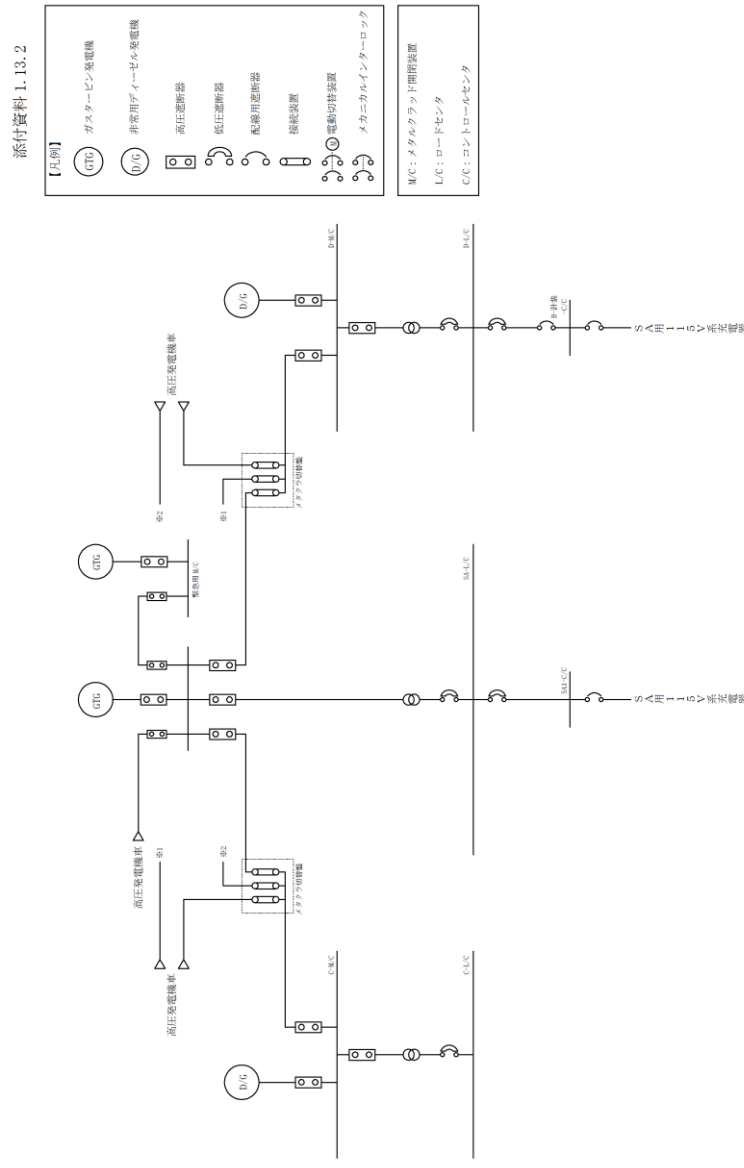 添付資料 1.13.2
【凡例】
GTG ガスタービン発電機
D/G 非常用ディーゼル発電機
高圧遮断器
低圧遮断器
配線用遮断器
接続装置
M 電動切替装置
メカニカルインターロック
M/C：メタルクラッド開閉装置
L/C：ロードセンタ
C/C：コントロールセンタ
高圧発電機車
※1
高圧発電機車
※2
メタクラ切替盤
D/G
C-M/C
C-L/C
GTG
GTG
緊急用M/C
SA-L/C
SA1-C/C
SA用115V系充電器
※2
高圧発電機車
※1
メタクラ切替盤
D/G
D-M/C
D-L/C
B-計装
-C/C
SA用115V系充電器